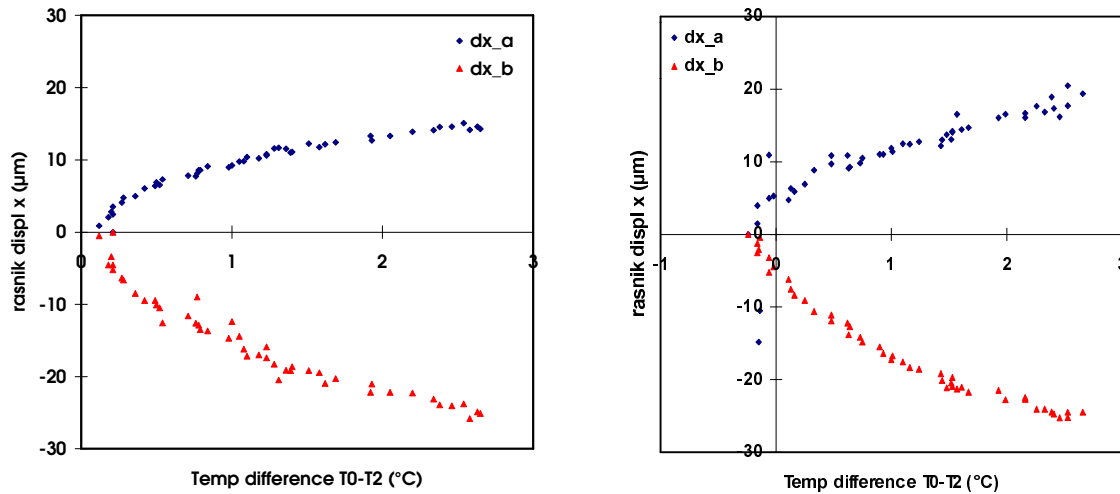 30
20
10
0
-10
-20
-30
0
1
2
3
rasnik displ x (µm)
Temp difference T0-T2 (°C)
dx_a
dx_b
30
20
10
0
-10
-20
-30
-1
0
1
2
3
rasnik displ x (µm)
Temp difference T0-T2 (°C)
dx_a
dx_b